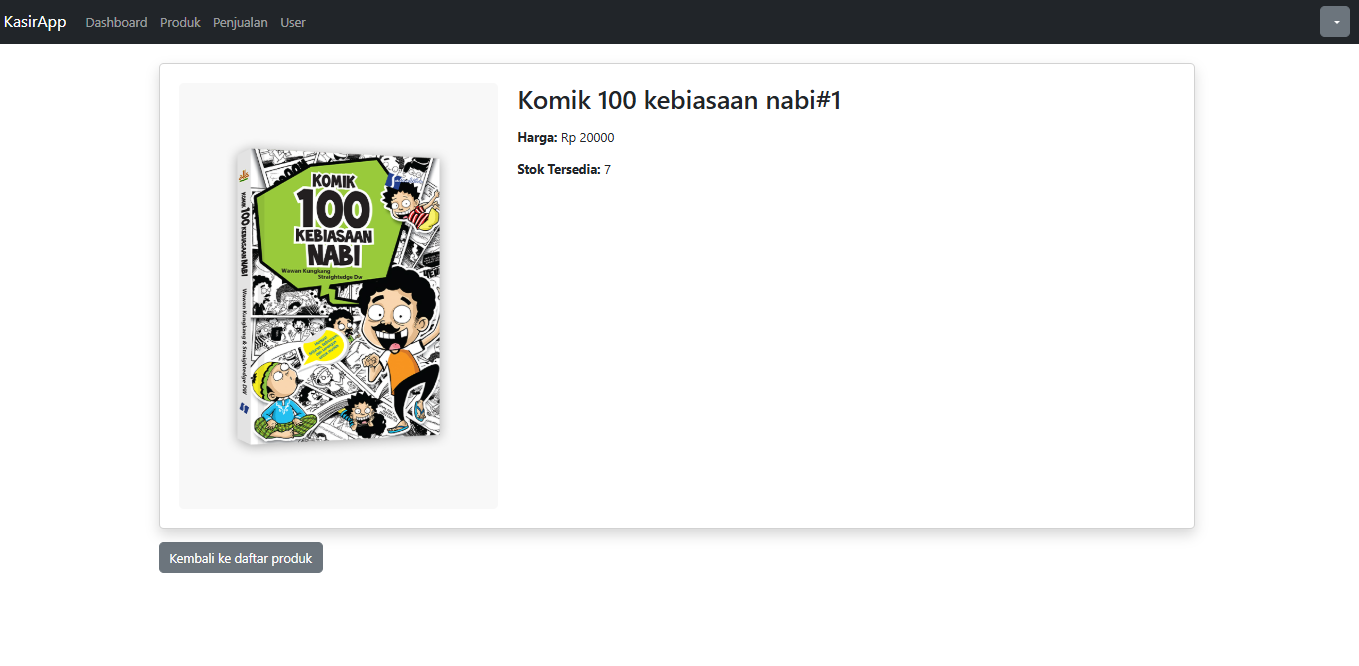 KasirApp Dashboard Produk Penjualan User
Komik 100 kebiasaan nabi#1
Harga: Rp 20000
Stok Tersedia: 7
KOMIK
100
KEBIASAAN
NABI
Wawan Kungkang
Straightedge Dw
KOMIK 100 KEBIASAAN NABI
Wawan Kungkang & Straightedge DW
Kembali ke daftar produk